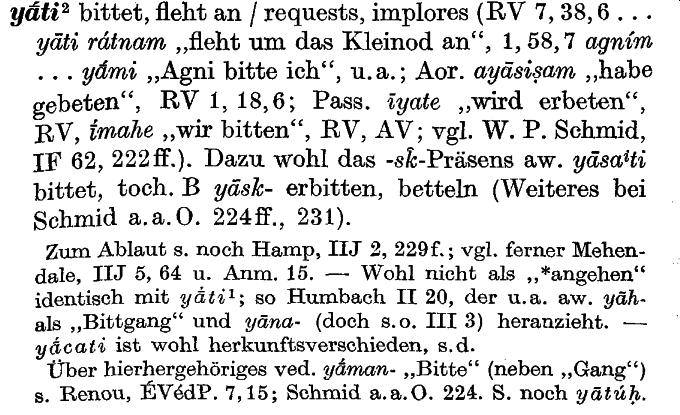 yā́ti² bittet, fleht an / requests, implores (RV 7, 38, 6 . . .
yāti rátnam „fleht um das Kleinod an“, 1, 58, 7 agním
. . . yā́mi „Agni bitte ich“, u.a.; Aor. ayāsiṣam „habe
gebeten“, RV 1, 18,6; Pass. īyate „wird erbeten“,
RV, ī́mahe „wir bitten“, RV, AV; vgl. W. P. Schmid,
IF 62, 222ff.). Dazu wohl das -sk̂-Präsens aw. yāsaⁱti
bittet, toch. B yāsk- erbitten, betteln (Weiteres bei
Schmid a.a.O. 224ff., 231).
Zum Ablaut s. noch Hamp, IIJ 2, 229f.; vgl. ferner Mehen-
dale, IIJ 5, 64 u. Anm. 15. — Wohl nicht als „*angehen“
identisch mit yā́ti¹; so Humbach II 20, der u.a. aw. yāh-
als „Bittgang“ und yāna- (doch s.o. III 3) heranzieht. —
yā́cati ist wohl herkunftsverschieden, s.d.
Über hierhergehöriges ved. yā́man- „Bitte“ (neben „Gang“)
s. Renou, ÉVédP. 7, 15; Schmid a.a.O. 224. S. noch yātúḥ.